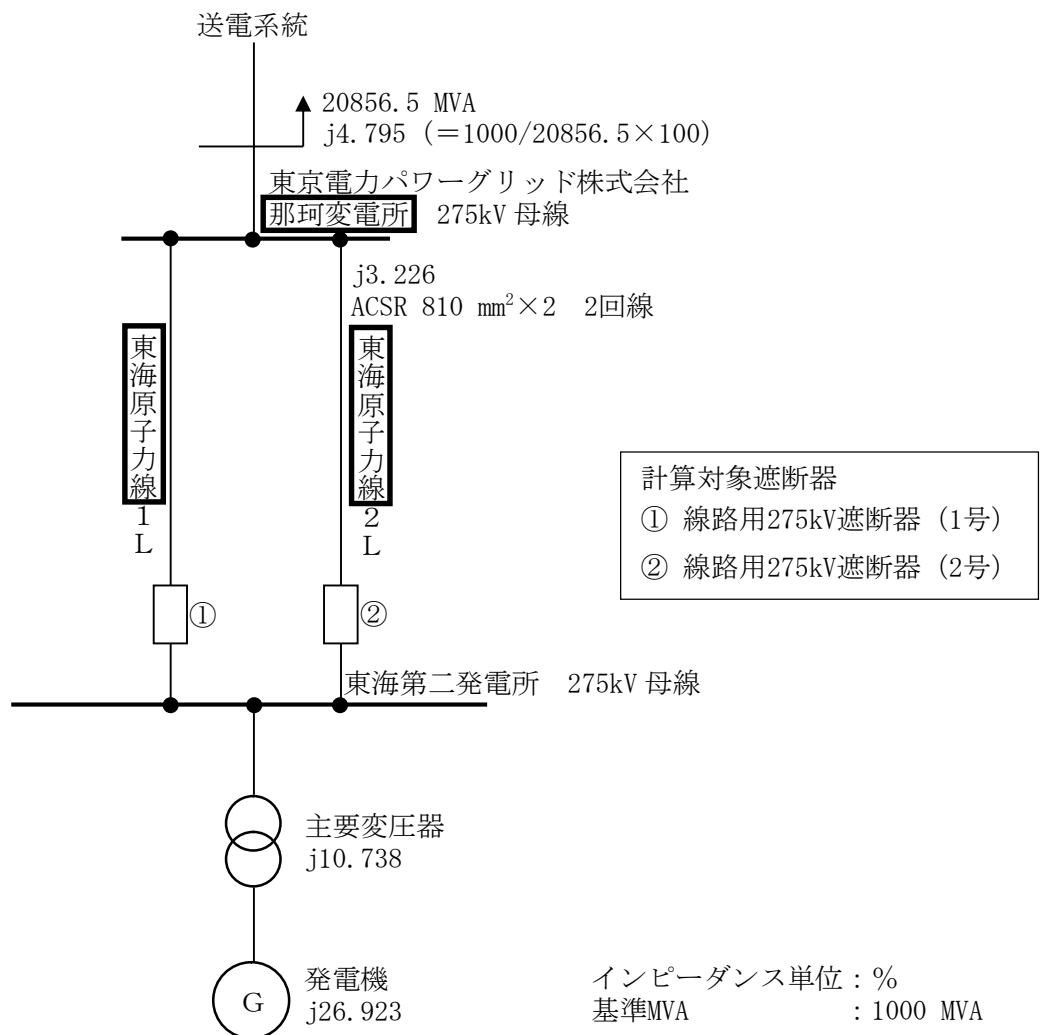 送電系統
20856.5 MVA
j4.795 (=1000/20856.5×100)
東京電力パワーグリッド株式会社
那珂変電所 275kV 母線
j3.226
ACSR 810 mm²×2 2回線
東海原子力線1L
東海原子力線2L
計算対象遮断器
① 線路用275kV遮断器 (1号)
② 線路用275kV遮断器 (2号)
①
②
東海第二発電所 275kV 母線
主要変圧器
j10.738
発電機
G
j26.923
インピーダンス単位:%
基準MVA :1000 MVA